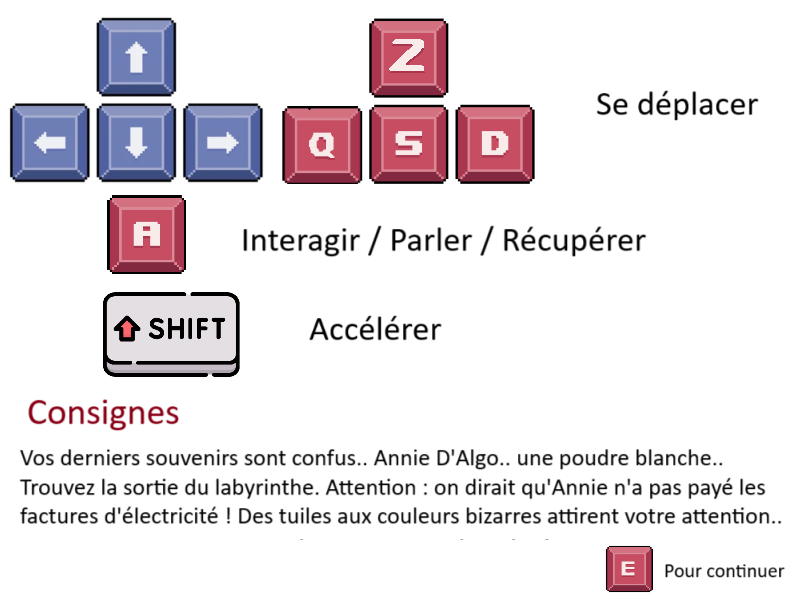 Z
Q S D
Se déplacer
A
Interagir / Parler / Récupérer
SHIFT
Accélérer
Consignes
Vos derniers souvenirs sont confus.. Annie D'Algo.. une poudre blanche..
Trouvez la sortie du labyrinthe. Attention : on dirait qu'Annie n'a pas payé les
factures d'électricité ! Des tuiles aux couleurs bizarres attirent votre attention..
E
Pour continuer